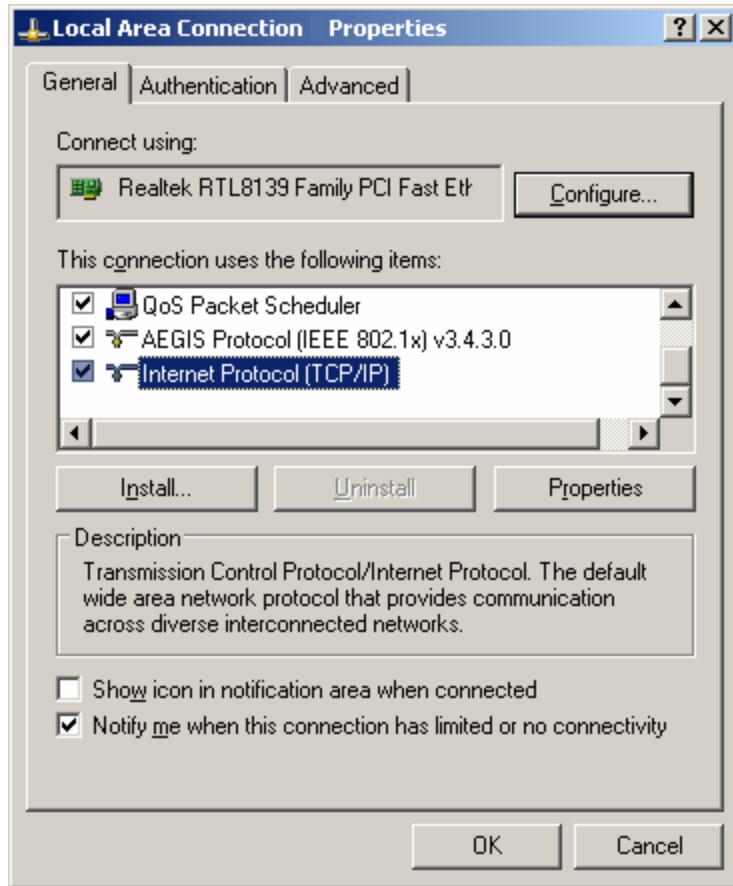 Local Area Connection Properties
General Authentication Advanced
Connect using:
Realtek RTL8139 Family PCI Fast Eth
Configure...
This connection uses the following items:
QoS Packet Scheduler
AEGIS Protocol (IEEE 802.1x) v3.4.3.0
Internet Protocol (TCP/IP)
Install... Uninstall Properties
Description
Transmission Control Protocol/Internet Protocol. The default
wide area network protocol that provides communication
across diverse interconnected networks.
Show icon in notification area when connected
Notify me when this connection has limited or no connectivity
OK Cancel